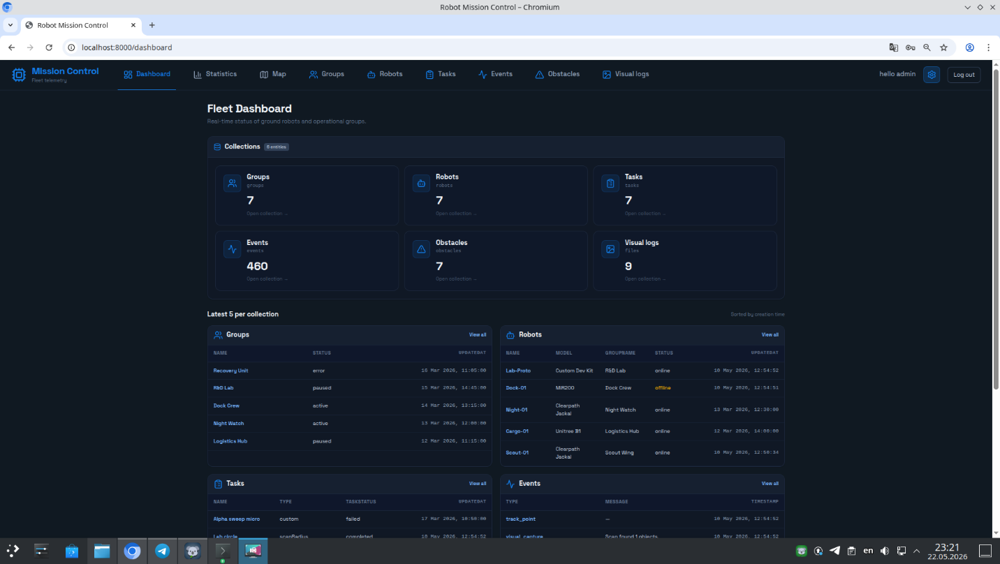 Robot Mission Control – Chromium
Robot Mission Control
localhost:8000/dashboard
Mission Control
Fleet telemetry
Dashboard
Statistics
Map
Groups
Robots
Tasks
Events
Obstacles
Visual logs
hello admin
Log out
Fleet Dashboard
Real-time status of ground robots and operational groups.
Collections
6 entities
Groups
groups
7
Open collection →
Robots
robots
7
Open collection →
Tasks
tasks
7
Open collection →
Events
events
460
Open collection →
Obstacles
obstacles
7
Open collection →
Visual logs
files
9
Open collection →
Latest 5 per collection
Sorted by creation time
Groups
View all
NAME STATUS UPDATEDAT
Recovery Unit error 16 Mar 2026, 11:05:00
R&D Lab paused 15 Mar 2026, 14:45:00
Dock Crew active 14 Mar 2026, 13:15:00
Night Watch active 13 Mar 2026, 12:00:00
Logistics Hub paused 12 Mar 2026, 11:15:00
Robots
View all
NAME MODEL GROUPNAME STATUS UPDATEDAT
Lab-Proto Custom Dev Kit R&D Lab online 10 May 2026, 12:54:52
Dock-01 MiR200 Dock Crew offline 10 May 2026, 12:54:51
Night-01 Clearpath Jackal Night Watch online 13 Mar 2026, 12:30:00
Cargo-01 Unitree B1 Logistics Hub online 12 Mar 2026, 14:00:00
Scout-01 Clearpath Jackal Scout Wing online 10 May 2026, 12:50:34
Tasks
View all
NAME TYPE TASKSTATUS UPDATEDAT
Alpha sweep micro custom failed 17 Mar 2026, 10:50:00
Lab circle scanRadius completed 10 May 2026, 12:54:52
Events
View all
TYPE MESSAGE TIMESTAMP
track_point — 10 May 2026, 12:54:52
visual_capture Scan found 1 objects 10 May 2026, 12:54:52
en
23:21
22.05.2026